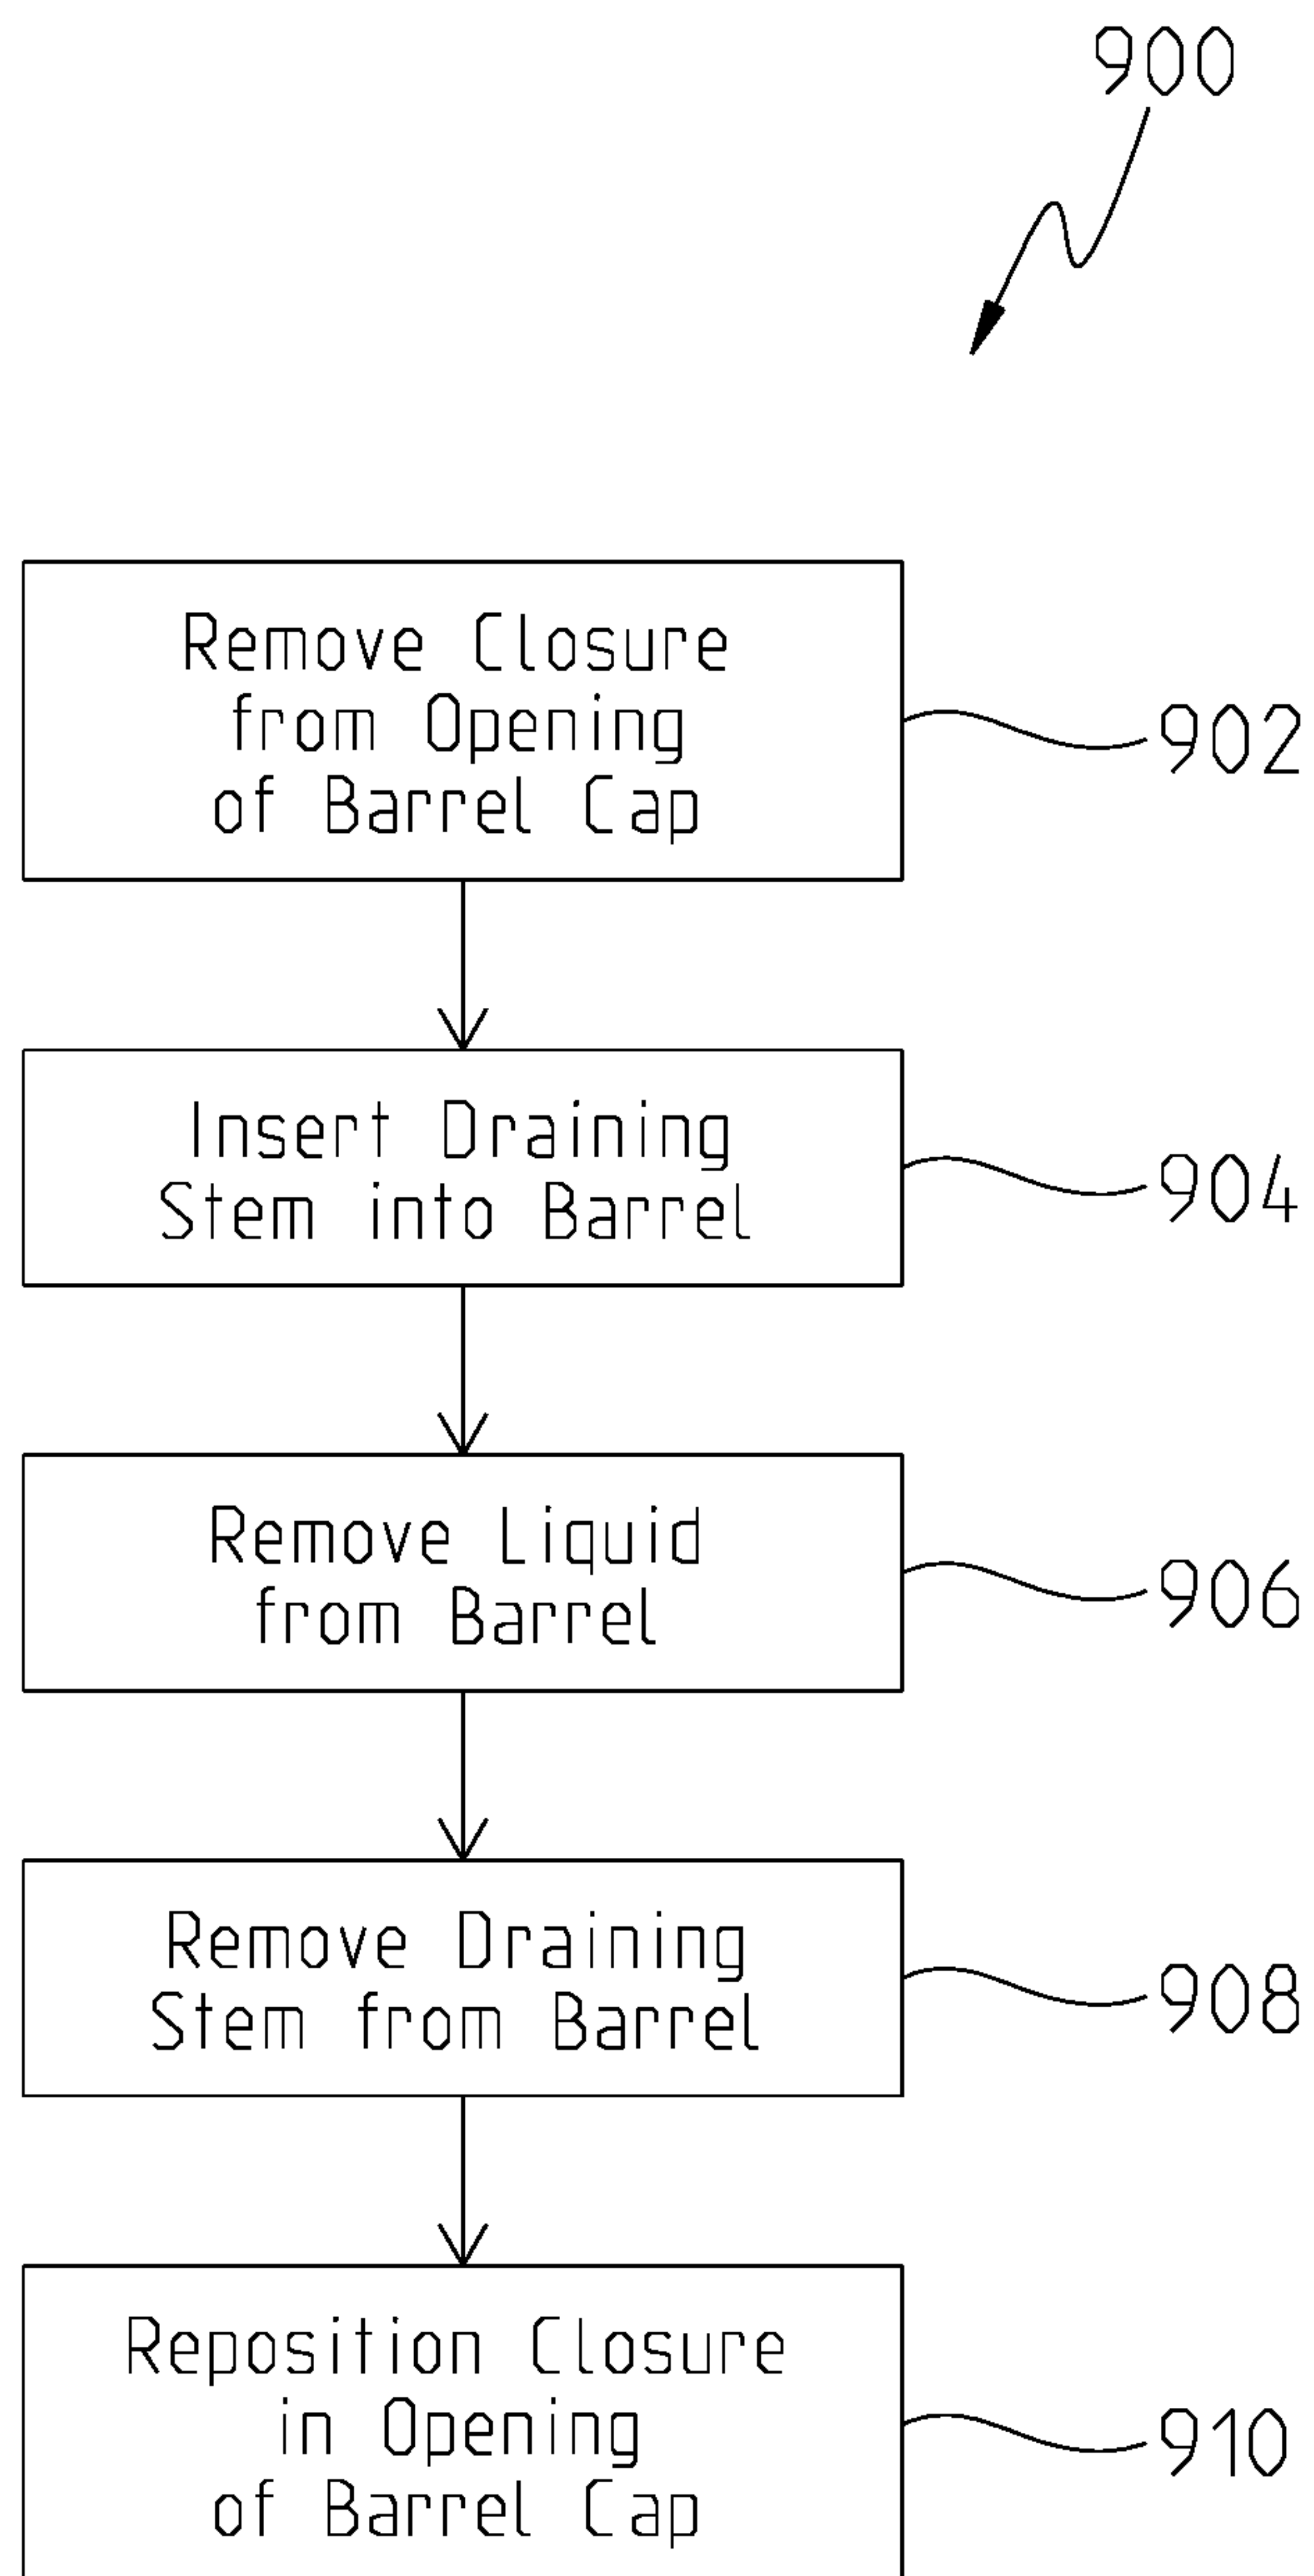 900
Remove Closure
from Opening
of Barrel Cap
902
Insert Draining
Stem into Barrel
904
Remove Liquid
from Barrel
906
Remove Draining
Stem from Barrel
908
Reposition Closure
in Opening
of Barrel Cap
910